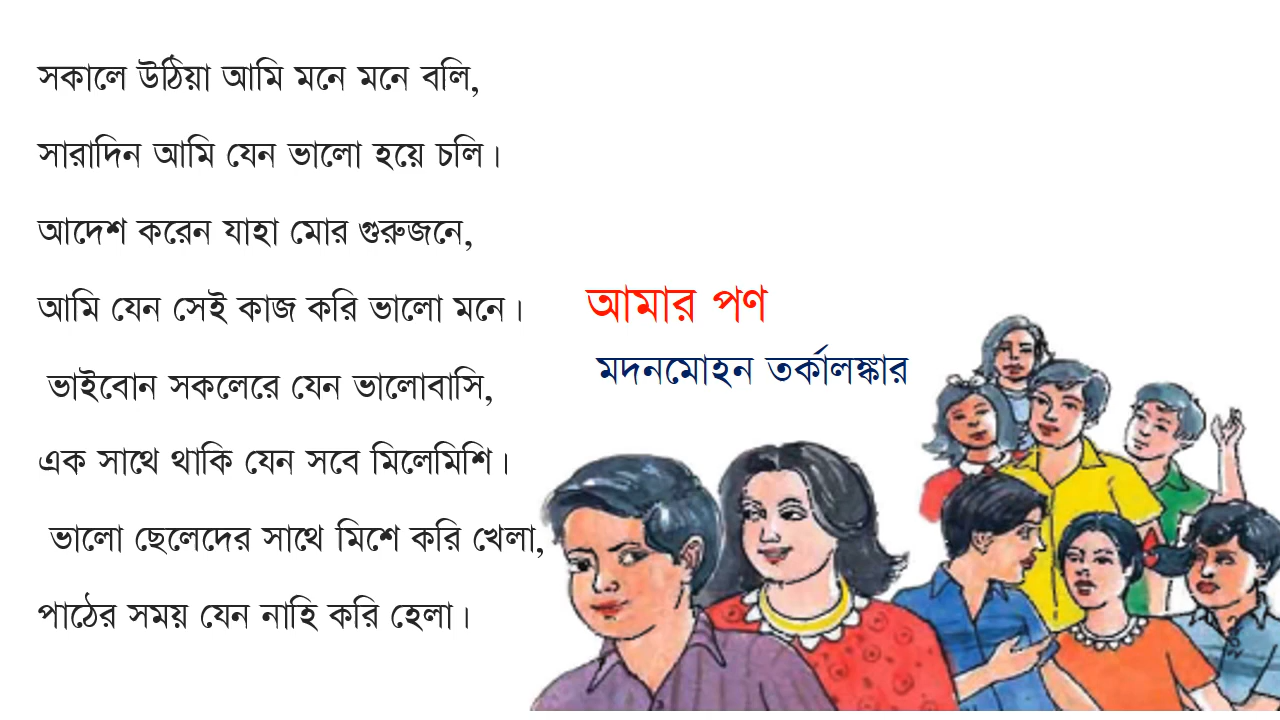 সকালে উঠিয়া আমি মনে মনে বলি,
সারাদিন আমি যেন ভালো হয়ে চলি।
আদেশ করেন যাহা মোর গুরুজনে,
আমি যেন সেই কাজ করি ভালো মনে।
ভাইবোন সকলেরে যেন ভালোবাসি,
এক সাথে থাকি যেন সবে মিলেমিশি।
ভালো ছেলেদের সাথে মিশে করি খেলা,
পাঠের সময় যেন নাহি করি হেলা।
আমার পণ
মদনমোহন তর্কালঙ্কার